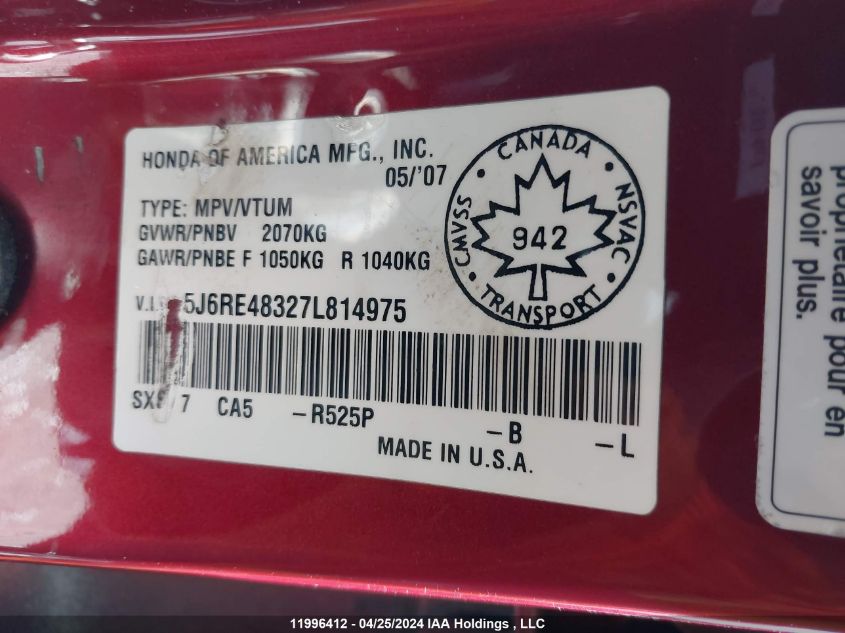 HONDA OF AMERICA MFG., INC.
05/'07
TYPE: MPV/VTUM
GVWR/PNBV 2070KG
GAWR/PNBE F 1050KG R 1040KG
V.I. 5J6RE48327L814975
7 CA5 -R525P -B -L
MADE IN U.S.A.
CANADA
CMVSS 942 NSVAC
TRANSPORT
propriétaire pour en
savoir plus.
11996412 - 04/25/2024 IAA Holdings , LLC